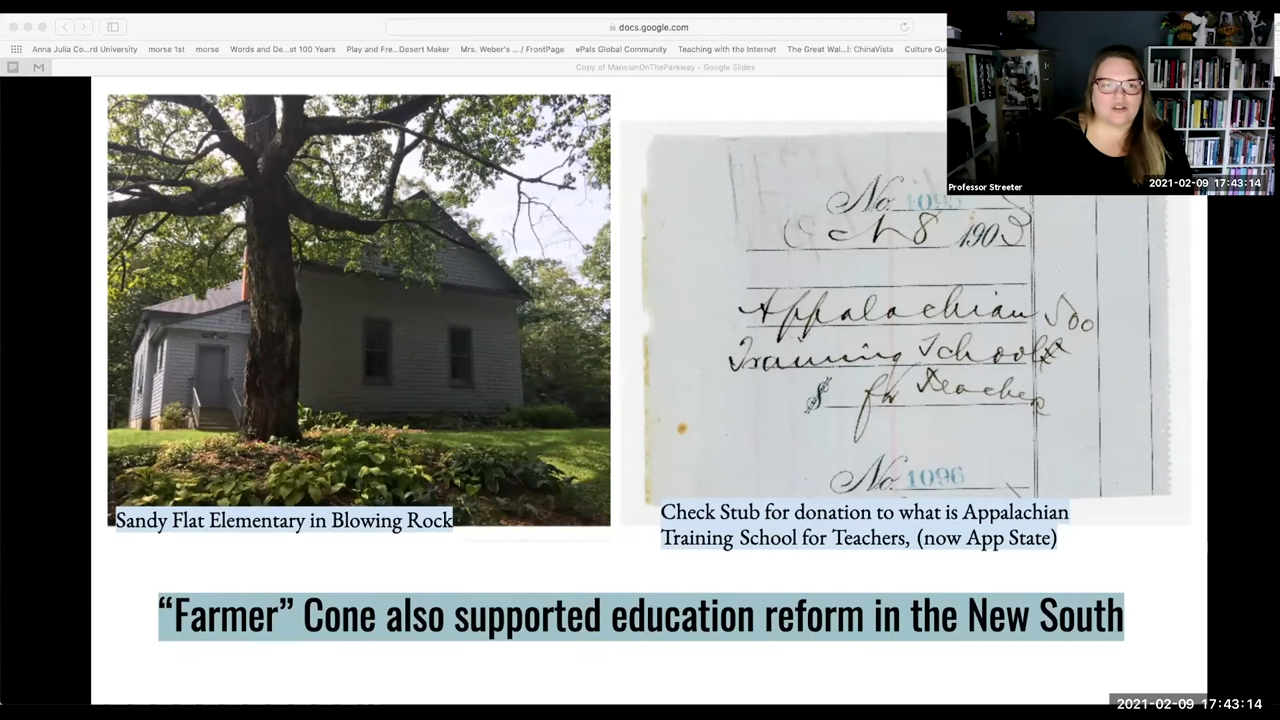 docs.google.com
Anna Julia Co...rd University morse 1st morse Words and De...st 100 Years Play and Fre...Desert Maker Mrs. Weber's ... / FrontPage ePals Global Community Teaching with the Internet The Great Wal...l: ChinaVista Culture Qu
Copy of MansionOnTheParkway - Google Slides
Professor Streeter
2021-02-09 17:43:14
No. 1095
Oct 8 1903
Appalachian 500
Training School
$ for Teachers
No. 1096
Sandy Flat Elementary in Blowing Rock
Check Stub for donation to what is Appalachian
Training School for Teachers, (now App State)
“Farmer” Cone also supported education reform in the New South
2021-02-09 17:43:14